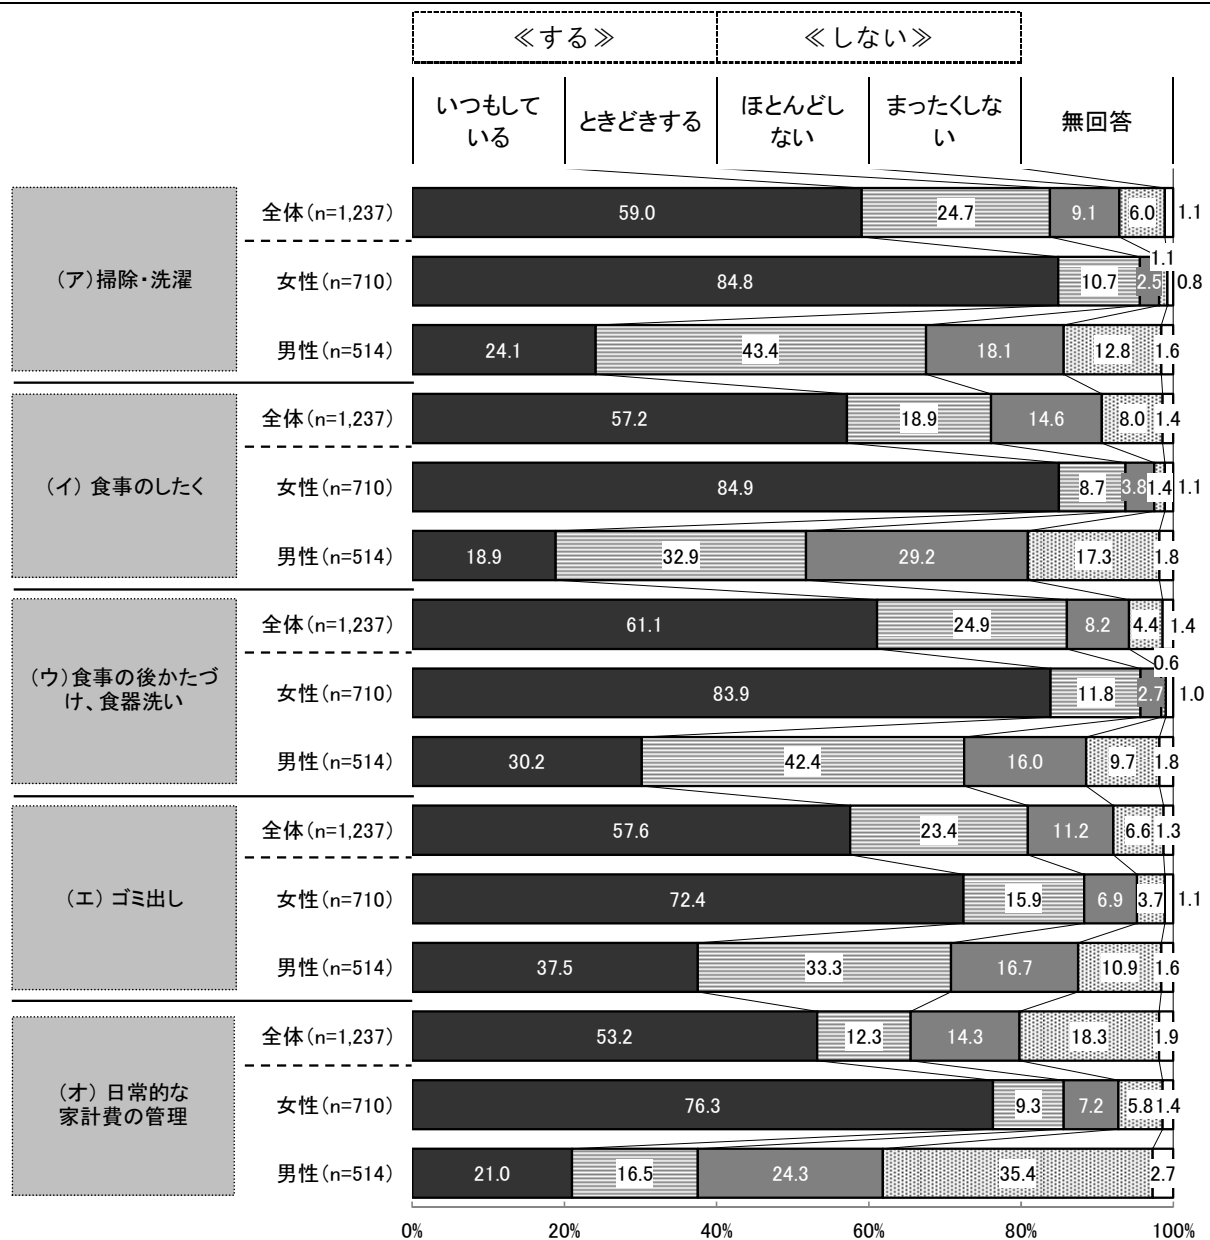 ≪する≫ ≪しない≫
いつもして ときどきする ほとんどし まったくしな 無回答
いる ない い
全体(n=1,237) 59.0 24.7 9.1 6.0 1.1
(ア)掃除・洗濯
1.1
女性(n=710) 84.8 10.7 2.5 0.8
男性(n=514) 24.1 43.4 18.1 12.8 1.6
全体(n=1,237) 57.2 18.9 14.6 8.0 1.4
(イ) 食事のしたく
女性(n=710) 84.9 8.7 3.8 1.4 1.1
男性(n=514) 18.9 32.9 29.2 17.3 1.8
全体(n=1,237) 61.1 24.9 8.2 4.4 1.4
(ウ)食事の後かたづ
け、食器洗い
0.6
女性(n=710) 83.9 11.8 2.7 1.0
男性(n=514) 30.2 42.4 16.0 9.7 1.8
全体(n=1,237) 57.6 23.4 11.2 6.6 1.3
(エ) ゴミ出し
女性(n=710) 72.4 15.9 6.9 3.7 1.1
男性(n=514) 37.5 33.3 16.7 10.9 1.6
全体(n=1,237) 53.2 12.3 14.3 18.3 1.9
(オ) 日常的な
家計費の管理
女性(n=710) 76.3 9.3 7.2 5.8 1.4
男性(n=514) 21.0 16.5 24.3 35.4 2.7
0% 20% 40% 60% 80% 100%